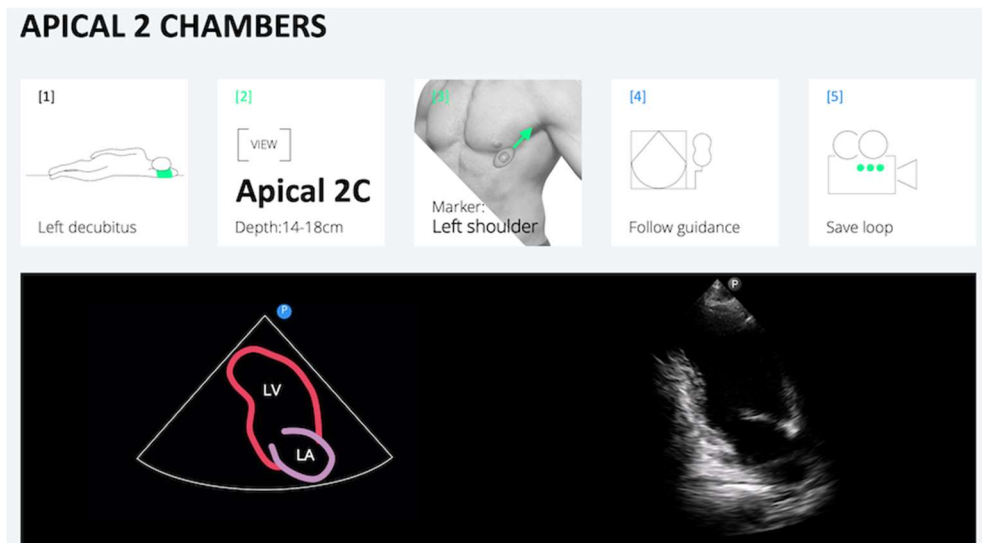 APICAL 2 CHAMBERS
[1]
Left decubitus
[2]
VIEW
Apical 2C
Depth:14-18cm
[3]
Marker:
Left shoulder
[4]
Follow guidance
[5]
Save loop
P
LV
LA
P